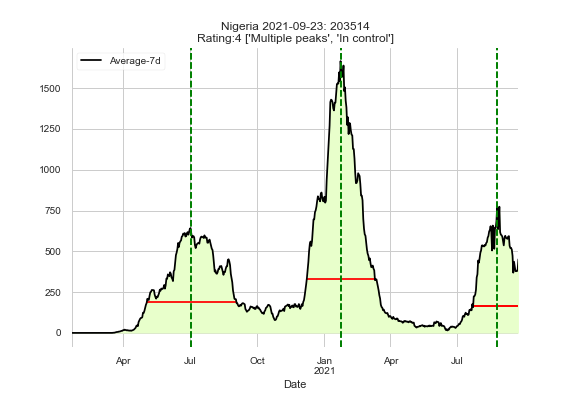 Nigeria 2021-09-23: 203514
Rating:4 ['Multiple peaks', 'In control']
Average-7d
1500
1250
1000
750
500
250
0
Apr
Jul
Oct
Jan
2021
Apr
Jul
Date